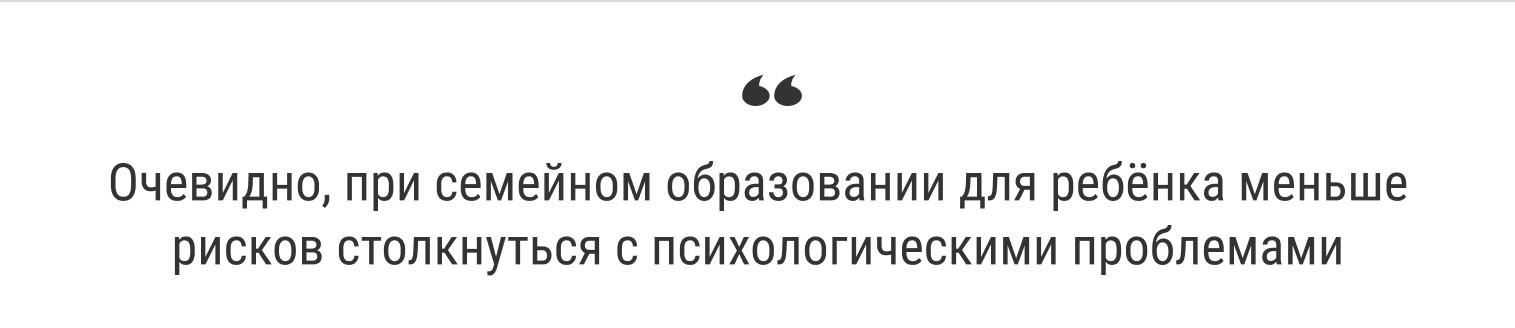 “
Очевидно, при семейном образовании для ребёнка меньше
рисков столкнуться с психологическими проблемами